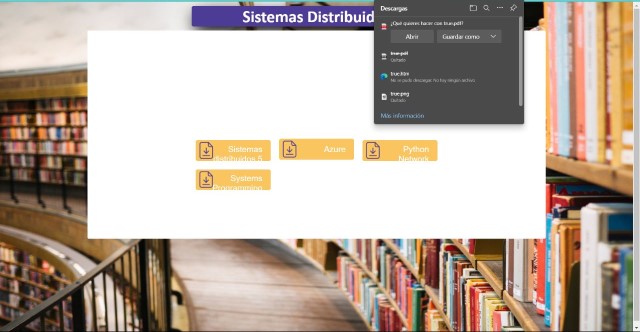 Sistemas Distribuid
Descargas
¿Qué quieres hacer con true.pdf?
Abrir
Guardar como
true.pdf
Quitado
true.htm
No se pudo descargar. No hay ningún archivo
true.png
Quitado
Más información
Sistemas
distribuidos 5
Azure
Python
Network
Systems
Programming